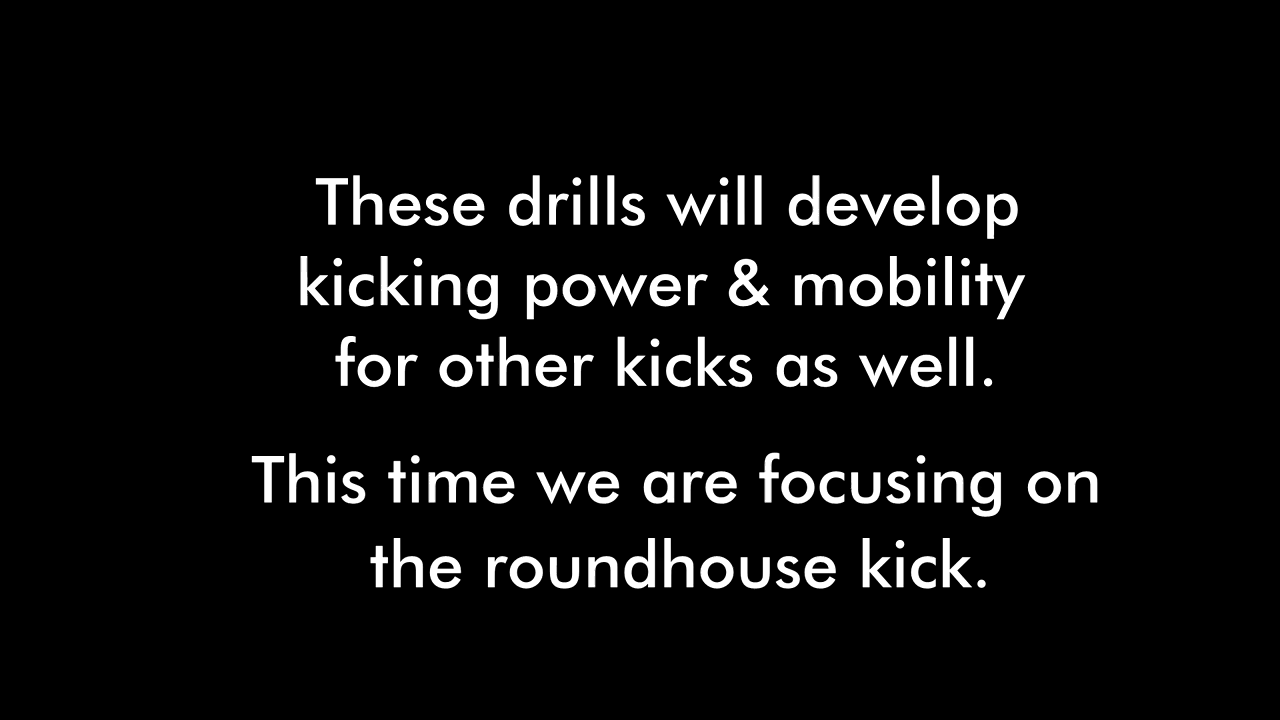 These drills will develop
kicking power & mobility
for other kicks as well.
This time we are focusing on
the roundhouse kick.